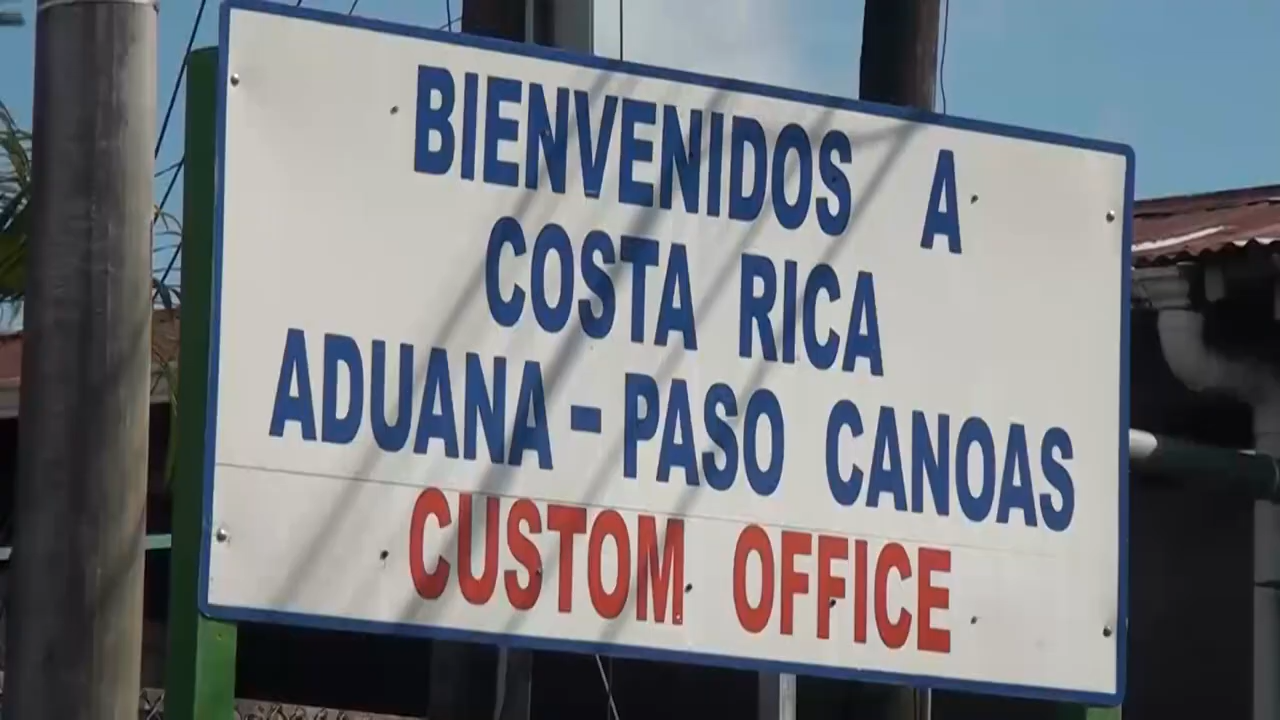 BIENVENIDOS A
COSTA RICA
ADUANA - PASO CANOAS
CUSTOM OFFICE